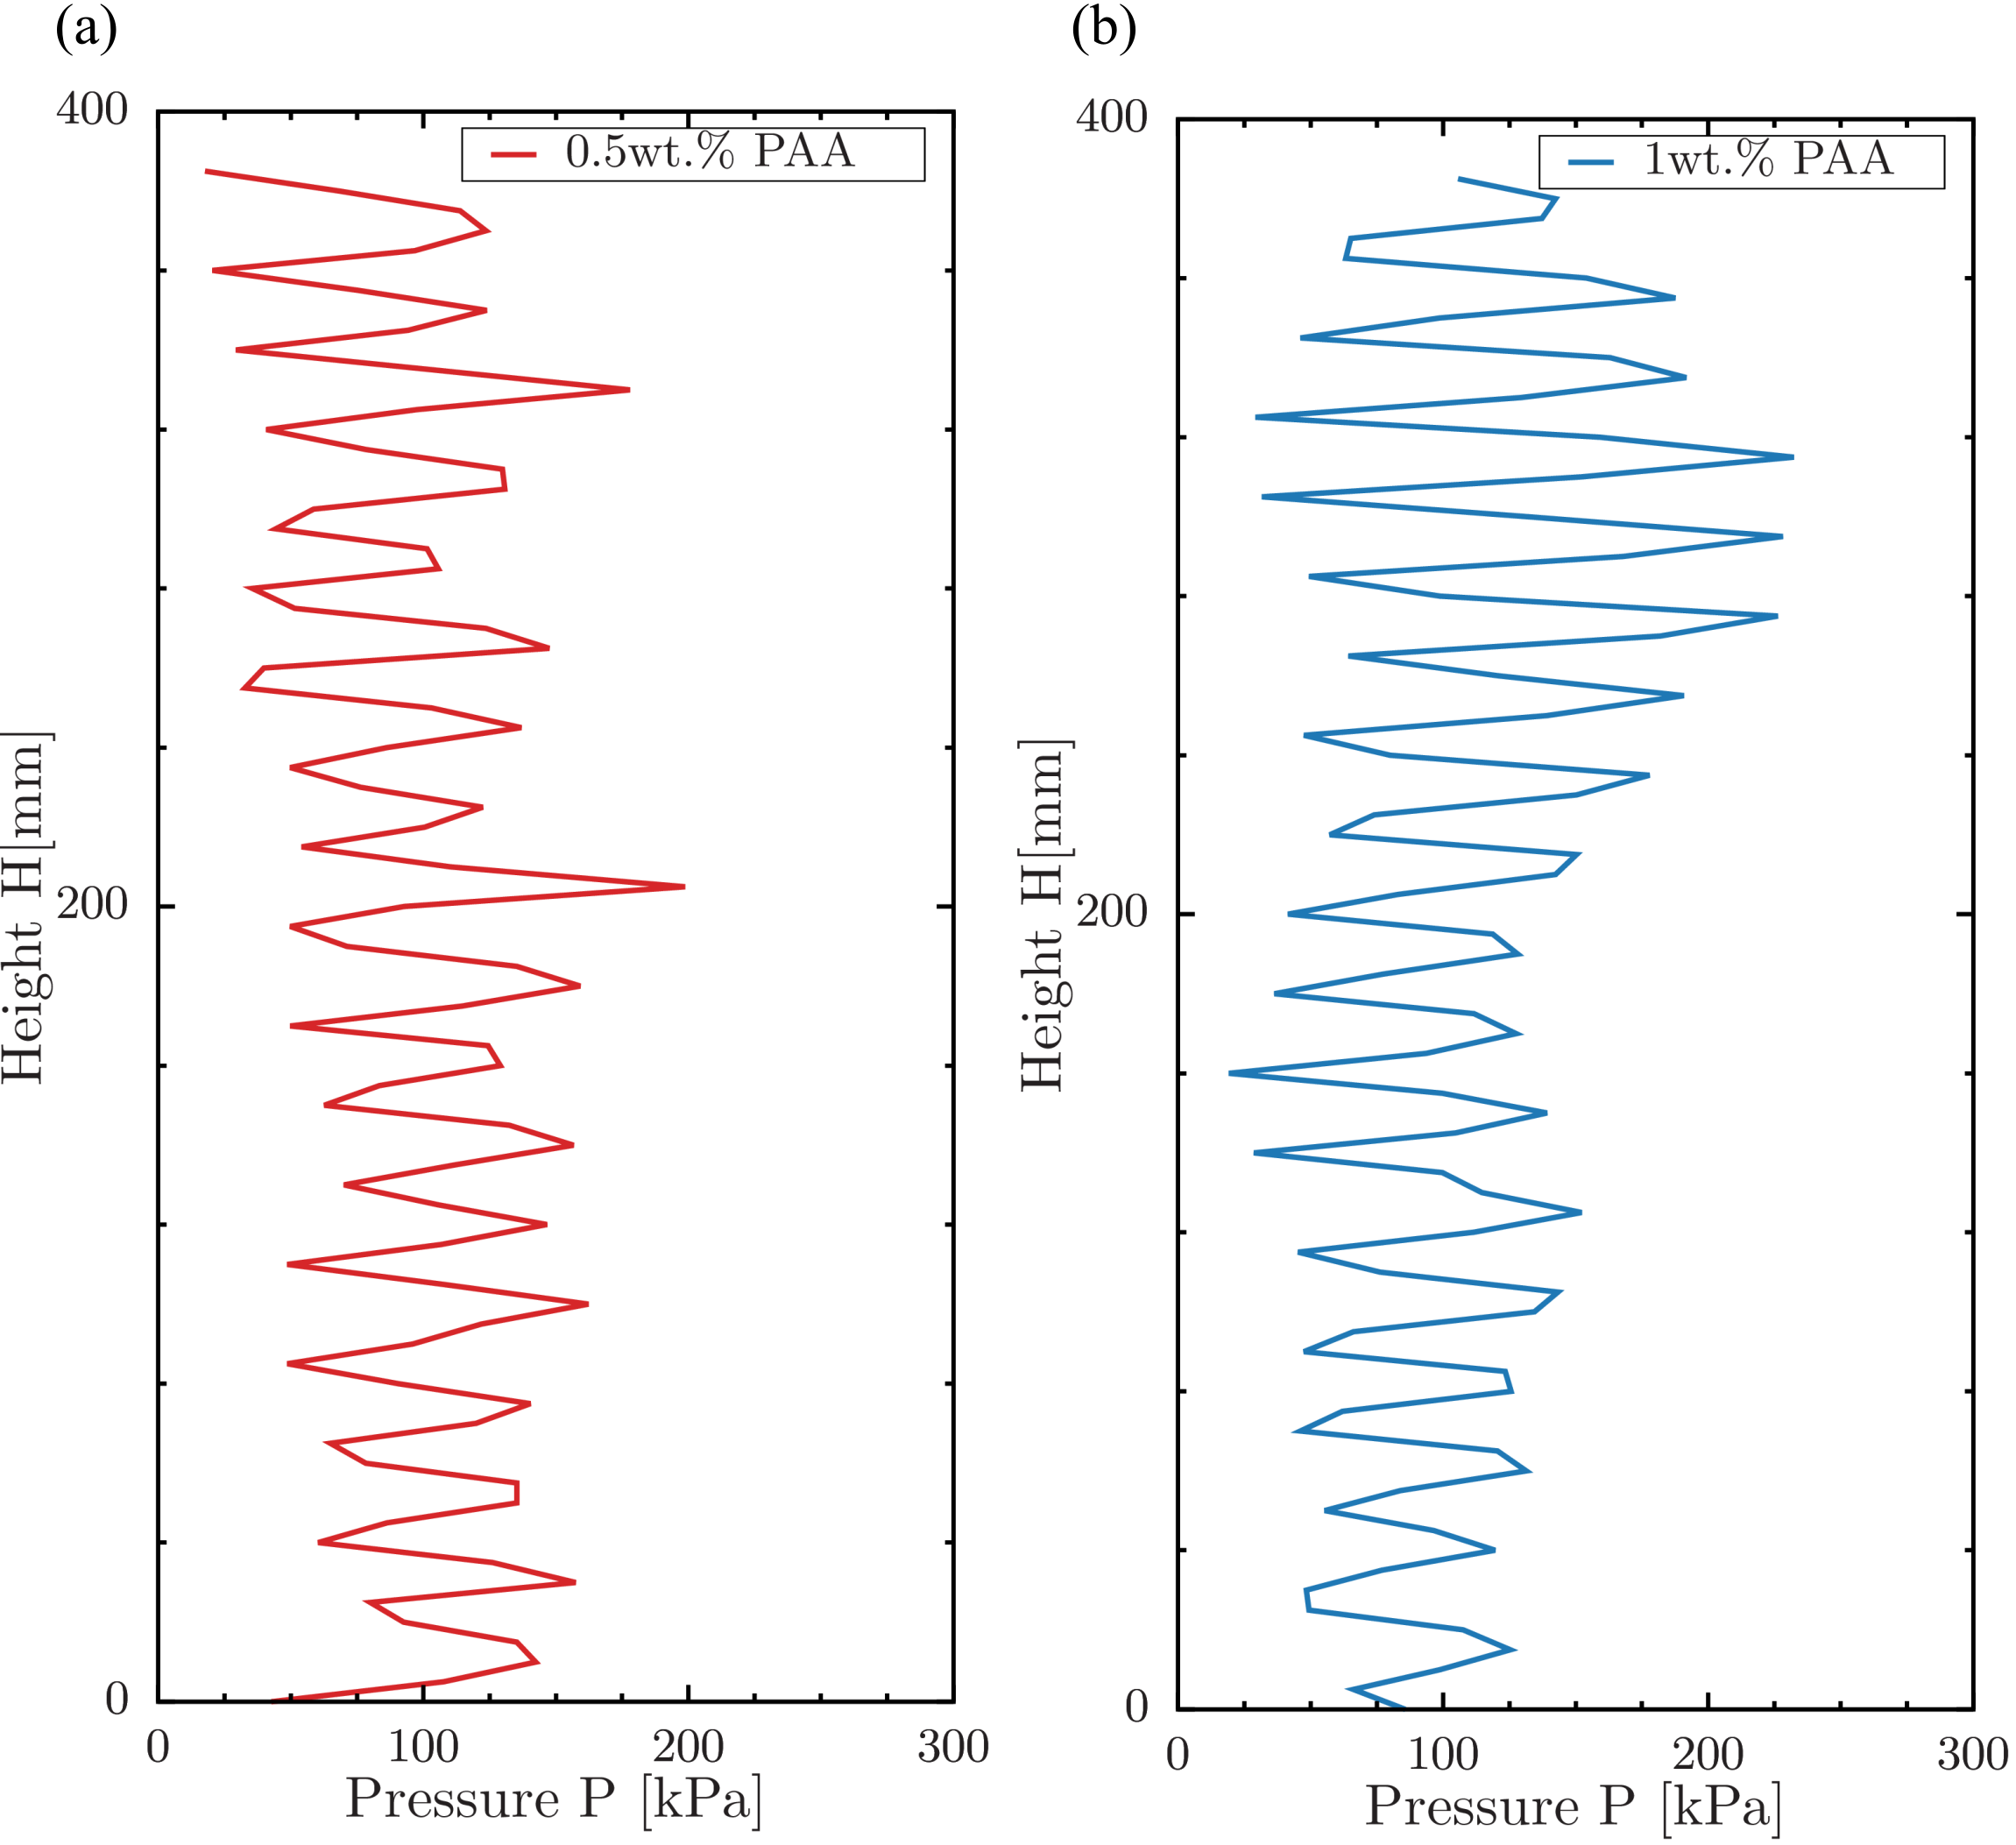 (a)
400
0.5wt.% PAA
200
0
Height H[mm]
0 100 200 300
Pressure P [kPa]
(b)
400
1wt.% PAA
200
0
Height H[mm]
0 100 200 300
Pressure P [kPa]